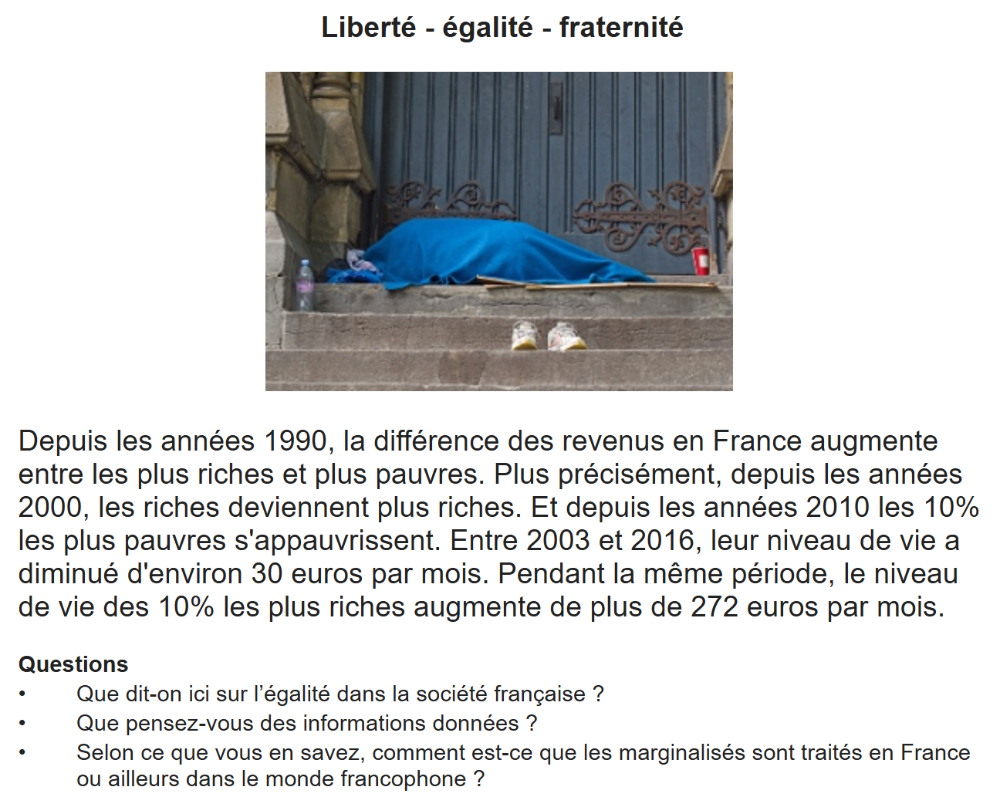 Liberté - égalité - fraternité
Depuis les années 1990, la différence des revenus en France augmente
entre les plus riches et plus pauvres. Plus précisément, depuis les années
2000, les riches deviennent plus riches. Et depuis les années 2010 les 10%
les plus pauvres s'appauvrissent. Entre 2003 et 2016, leur niveau de vie a
diminué d'environ 30 euros par mois. Pendant la même période, le niveau
de vie des 10% les plus riches augmente de plus de 272 euros par mois.
Questions
• Que dit-on ici sur l’égalité dans la société française ?
• Que pensez-vous des informations données ?
• Selon ce que vous en savez, comment est-ce que les marginalisés sont traités en France
ou ailleurs dans le monde francophone ?